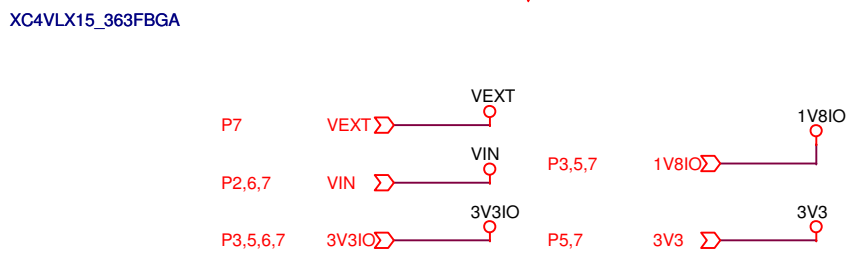 XC4VLX15_363FBGA
VEXT
P7 VEXT
1V8IO
VIN
P3,5,7 1V8IO
P2,6,7 VIN
3V3IO 3V3
P3,5,6,7 3V3IO P5,7 3V3